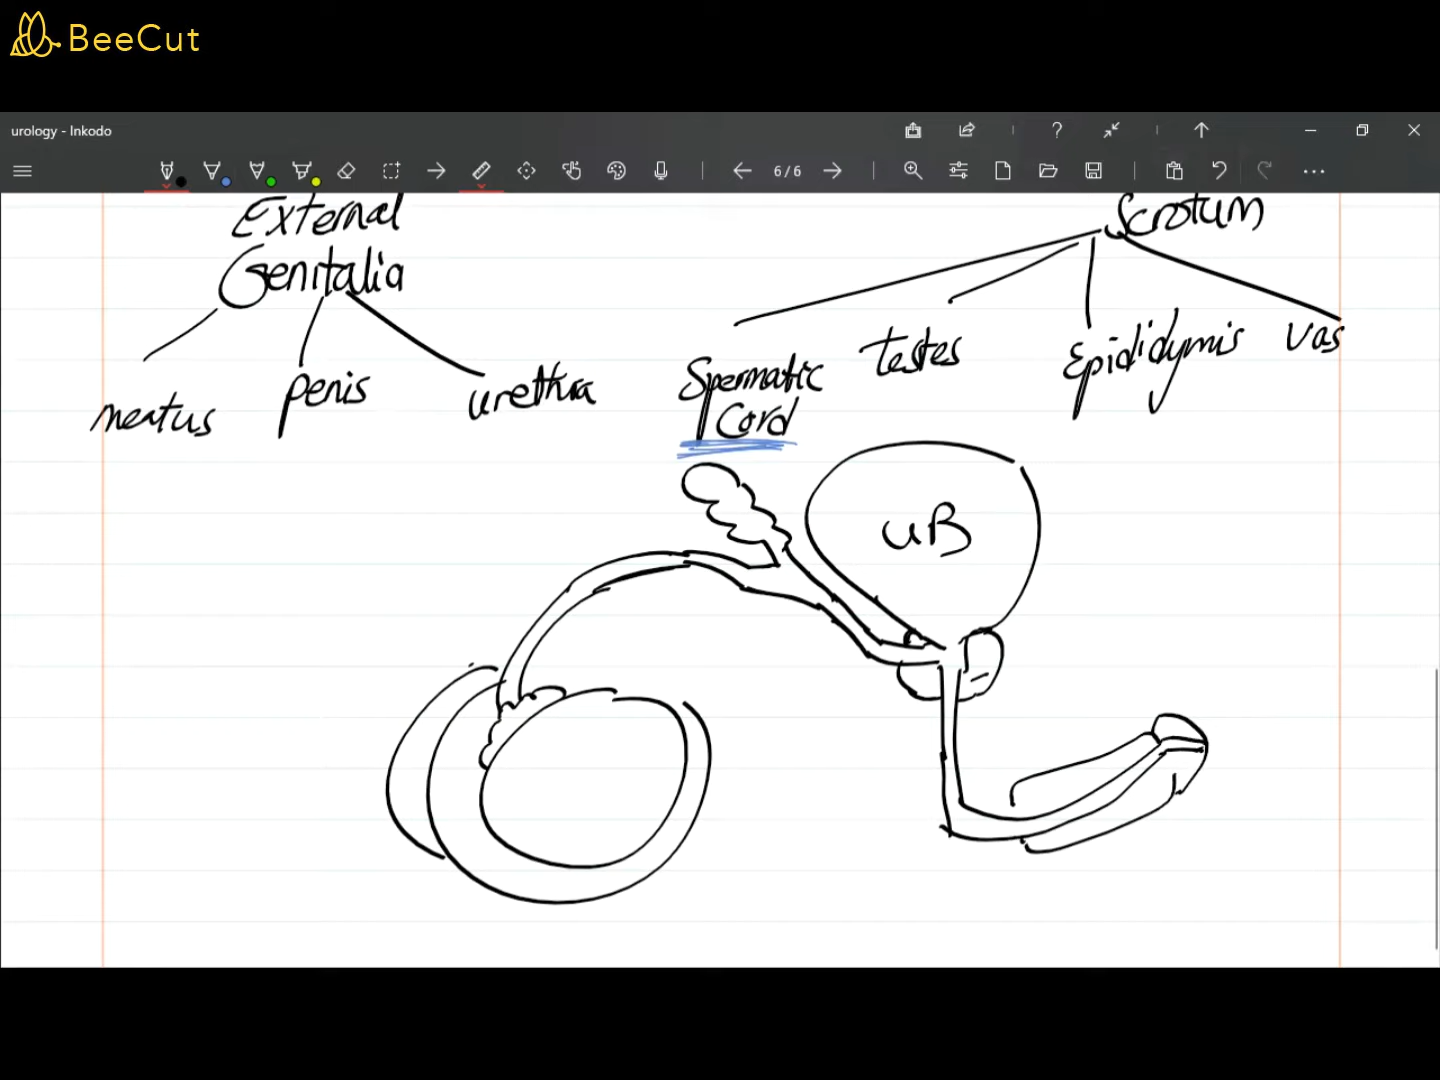 BeeCut
urology - Inkodo
6/6
External
Genitalia
Scrotum
meatus
penis
urethra
Spermatic
Cord
testes
Epididymis
Vas
UB